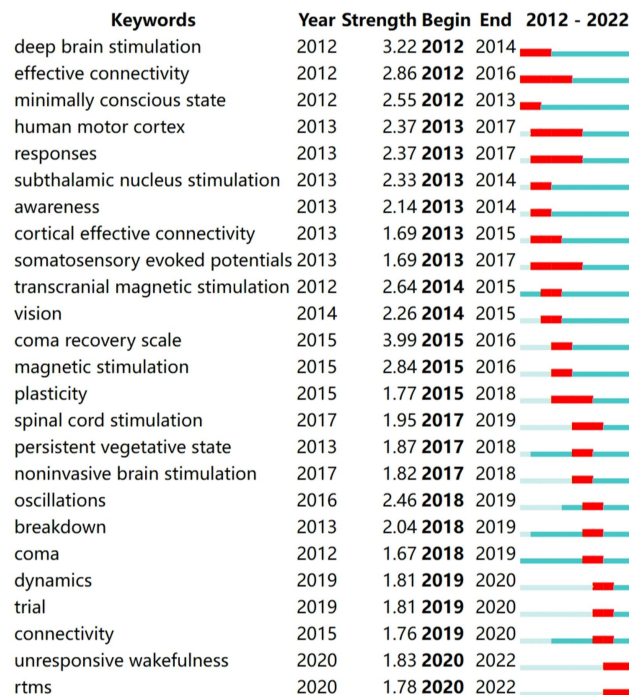 Keywords Year Strength Begin End 2012 - 2022
deep brain stimulation 2012 3.22 2012 2014
effective connectivity 2012 2.86 2012 2016
minimally conscious state 2012 2.55 2012 2013
human motor cortex 2013 2.37 2013 2017
responses 2013 2.37 2013 2017
subthalamic nucleus stimulation 2013 2.33 2013 2014
awareness 2013 2.14 2013 2014
cortical effective connectivity 2013 1.69 2013 2015
somatosensory evoked potentials 2013 1.69 2013 2017
transcranial magnetic stimulation 2012 2.64 2014 2015
vision 2014 2.26 2014 2015
coma recovery scale 2015 3.99 2015 2016
magnetic stimulation 2015 2.84 2015 2016
plasticity 2015 1.77 2015 2018
spinal cord stimulation 2017 1.95 2017 2019
persistent vegetative state 2013 1.87 2017 2018
noninvasive brain stimulation 2017 1.82 2017 2018
oscillations 2016 2.46 2018 2019
breakdown 2013 2.04 2018 2019
coma 2012 1.67 2018 2019
dynamics 2019 1.81 2019 2020
trial 2019 1.81 2019 2020
connectivity 2015 1.76 2019 2020
unresponsive wakefulness 2020 1.83 2020 2022
rtms 2020 1.78 2020 2022